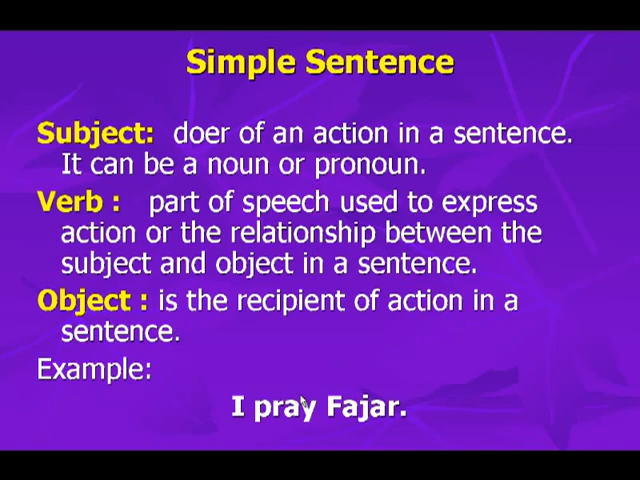 Simple Sentence
Subject: doer of an action in a sentence.
It can be a noun or pronoun.
Verb : part of speech used to express
action or the relationship between the
subject and object in a sentence.
Object : is the recipient of action in a
sentence.
Example:
I pray Fajar.